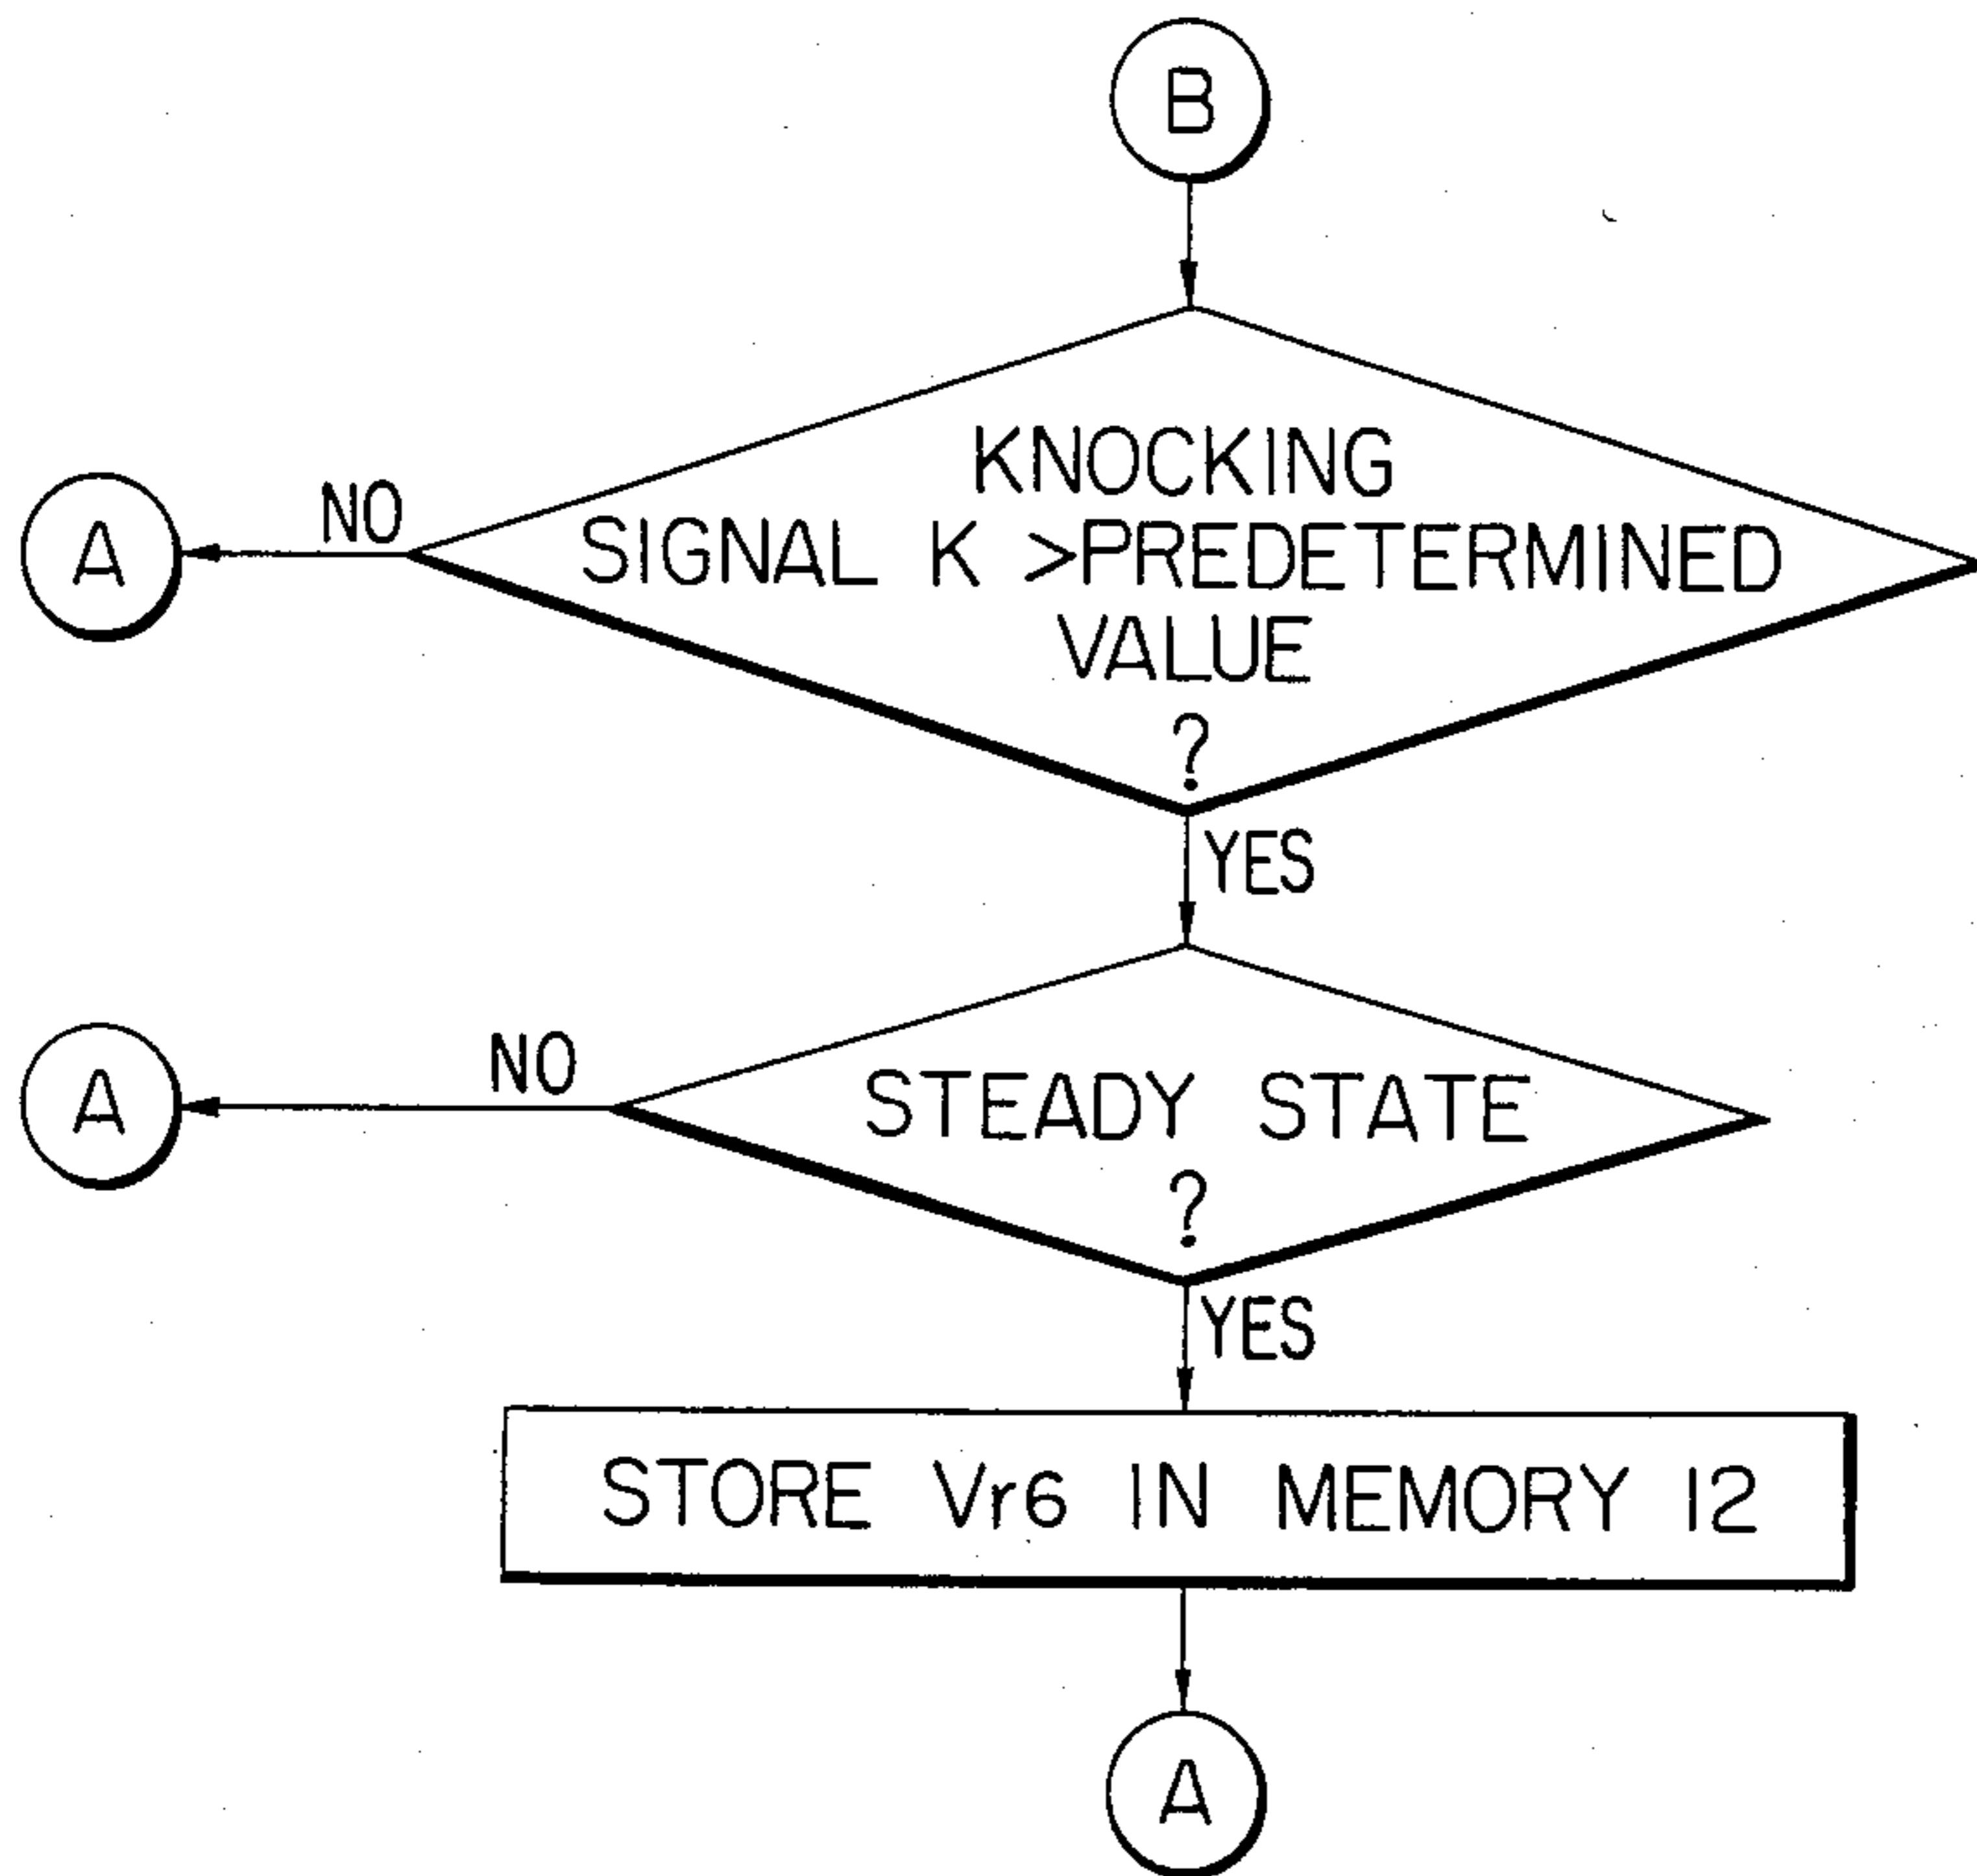 B
KNOCKING
SIGNAL K >PREDETERMINED
VALUE
?
NO
A
YES
STEADY STATE
?
NO
A
YES
STORE Vr6 IN MEMORY 12
A